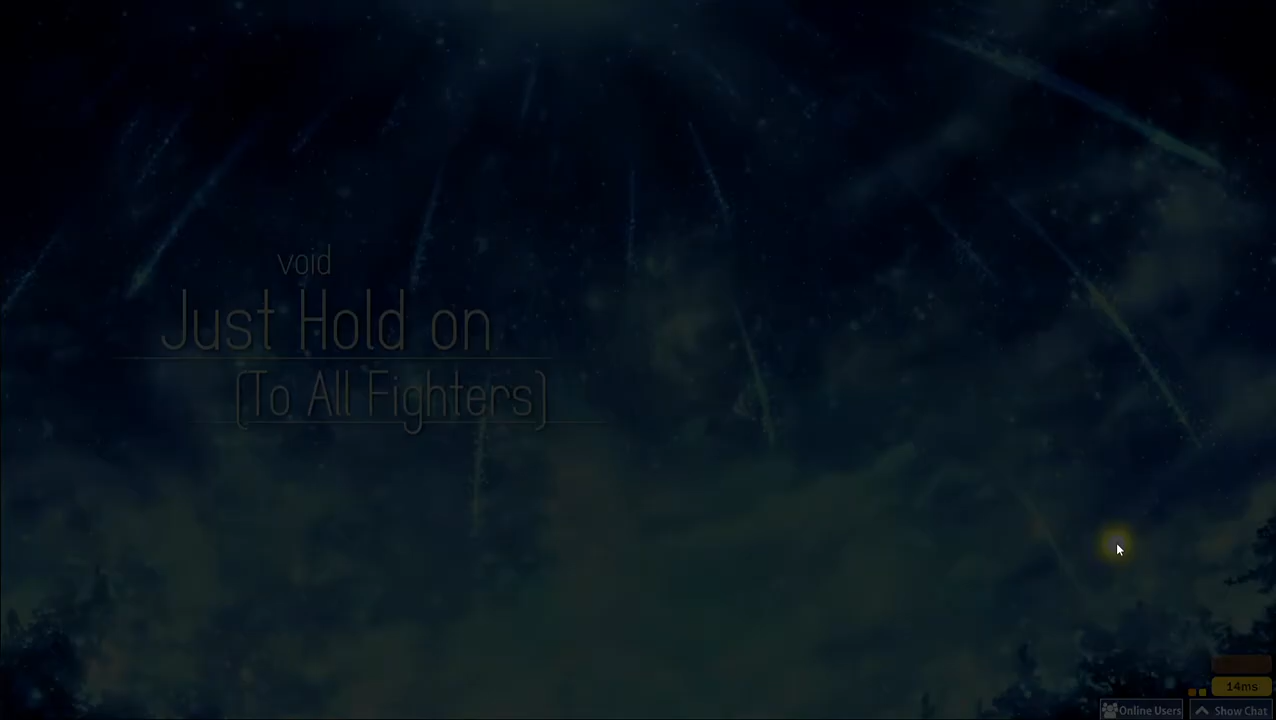 void
Just Hold on
(To All Fighters)
14ms
Online Users
Show Chat